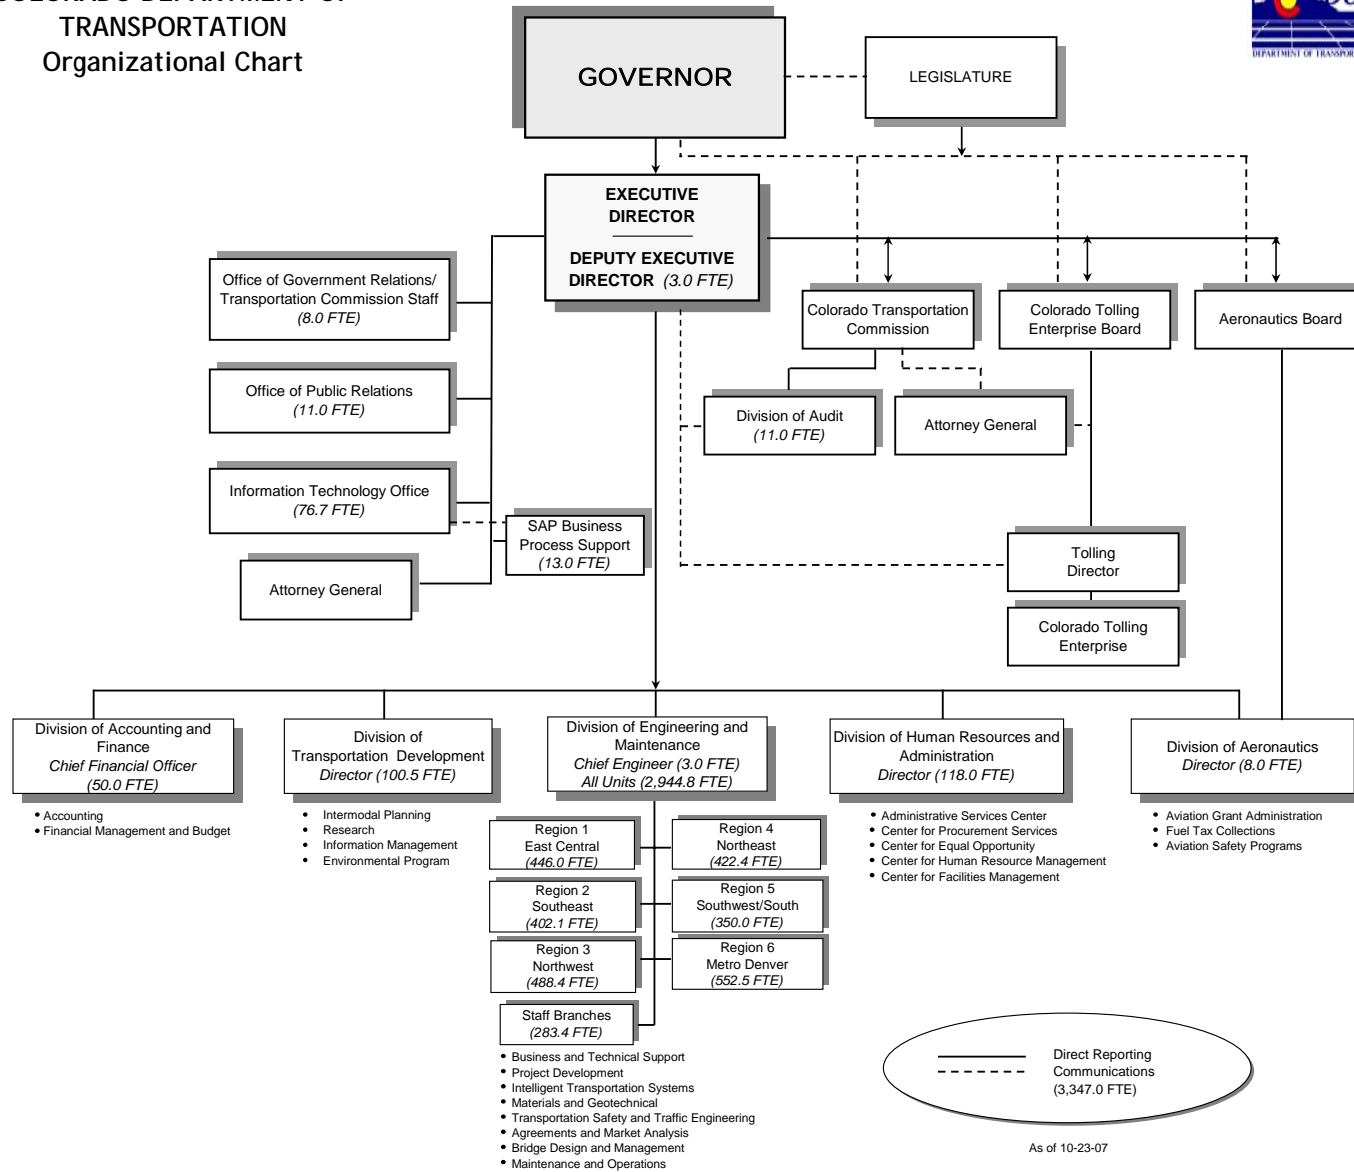 TRANSPORTATION
Organizational Chart
DEPARTMENT OF
GOVERNOR
LEGISLATURE
EXECUTIVE
DIRECTOR
DEPUTY EXECUTIVE
DIRECTOR (3.0 FTE)
Office of Government Relations/
Transportation Commission Staff
(8.0 FTE)
Office of Public Relations
(11.0 FTE)
Information Technology Office
(76.7 FTE)
SAP Business
Process Support
(13.0 FTE)
Attorney General
Colorado Transportation
Commission
Colorado Tolling
Enterprise Board
Aeronautics Board
Division of Audit
(11.0 FTE)
Attorney General
Tolling
Director
Colorado Tolling
Enterprise
Division of Accounting and
Finance
Chief Financial Officer
(50.0 FTE)
• Accounting
• Financial Management and Budget
Division of
Transportation Development
Director (100.5 FTE)
• Intermodal Planning
• Research
• Information Management
• Environmental Program
Division of Engineering and
Maintenance
Chief Engineer (3.0 FTE)
All Units (2,944.8 FTE)
Region 1
East Central
(446.0 FTE)
Region 4
Northeast
(422.4 FTE)
Region 2
Southeast
(402.1 FTE)
Region 5
Southwest/South
(350.0 FTE)
Region 3
Northwest
(488.4 FTE)
Region 6
Metro Denver
(552.5 FTE)
Staff Branches
(283.4 FTE)
• Business and Technical Support
• Project Development
• Intelligent Transportation Systems
• Materials and Geotechnical
• Transportation Safety and Traffic Engineering
• Agreements and Market Analysis
• Bridge Design and Management
• Maintenance and Operations
Division of Human Resources and
Administration
Director (118.0 FTE)
• Administrative Services Center
• Center for Procurement Services
• Center for Equal Opportunity
• Center for Human Resource Management
• Center for Facilities Management
Division of Aeronautics
Director (8.0 FTE)
• Aviation Grant Administration
• Fuel Tax Collections
• Aviation Safety Programs
Direct Reporting
Communications
(3,347.0 FTE)
As of 10-23-07